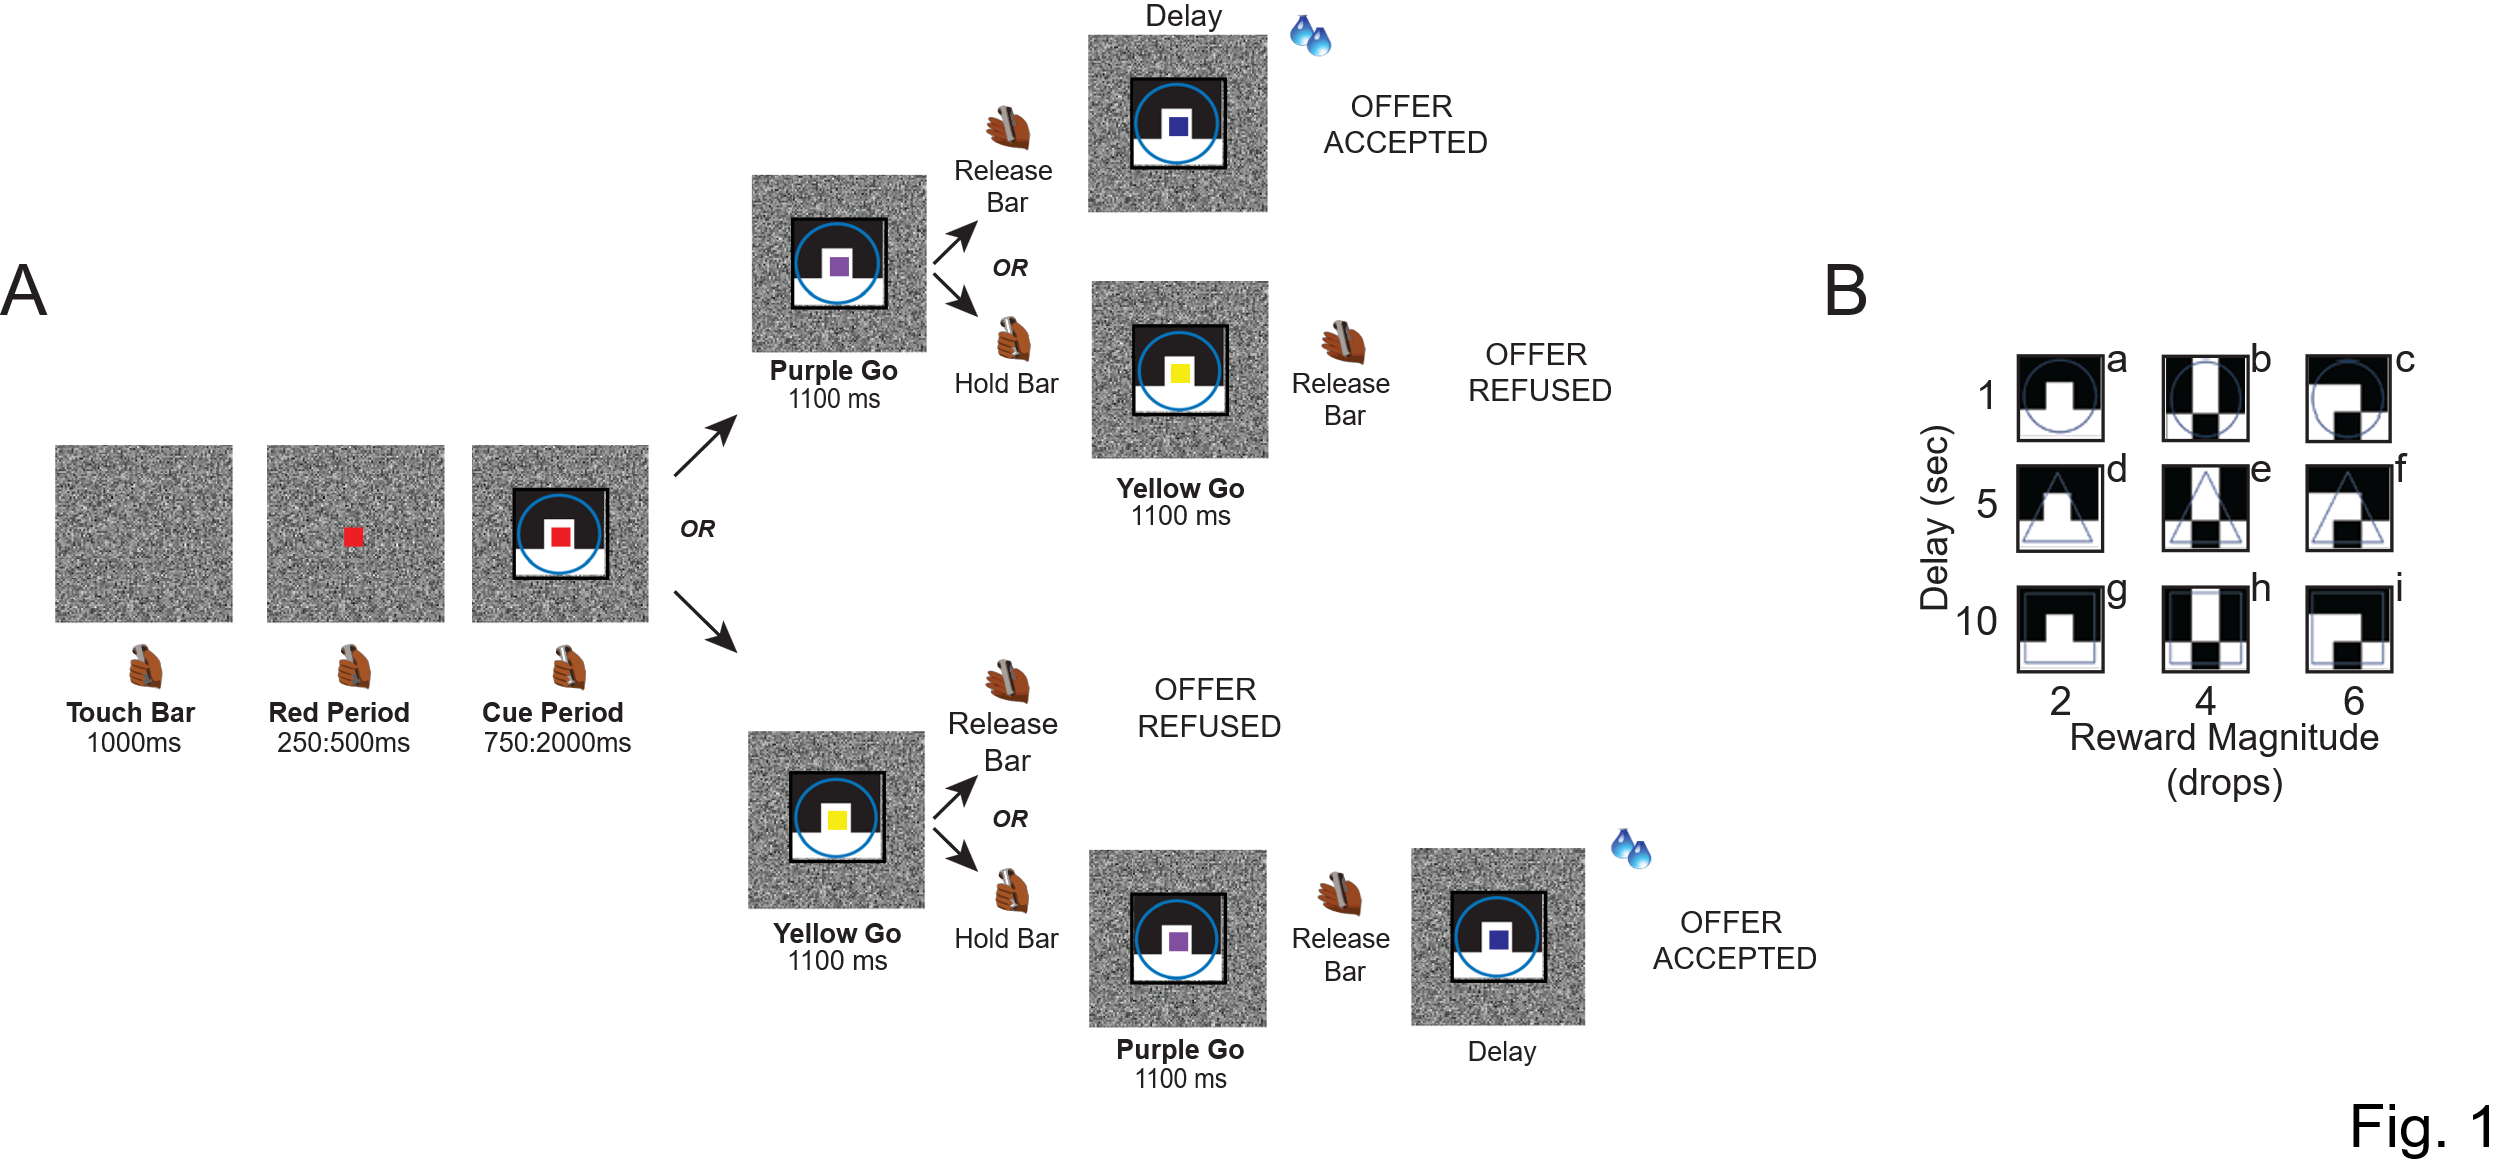 A
Touch Bar
1000ms
Red Period
250:500ms
Cue Period
750:2000ms
OR
Purple Go
1100 ms
Release
Bar
OR
Hold Bar
Delay
OFFER
ACCEPTED
Yellow Go
1100 ms
Release
Bar
OFFER
REFUSED
Yellow Go
1100 ms
Release
Bar
OR
Hold Bar
OFFER
REFUSED
Purple Go
1100 ms
Release
Bar
Delay
OFFER
ACCEPTED
B
Delay (sec)
1 a b c
5 d e f
10 g h i
2 4 6
Reward Magnitude
(drops)
Fig. 1